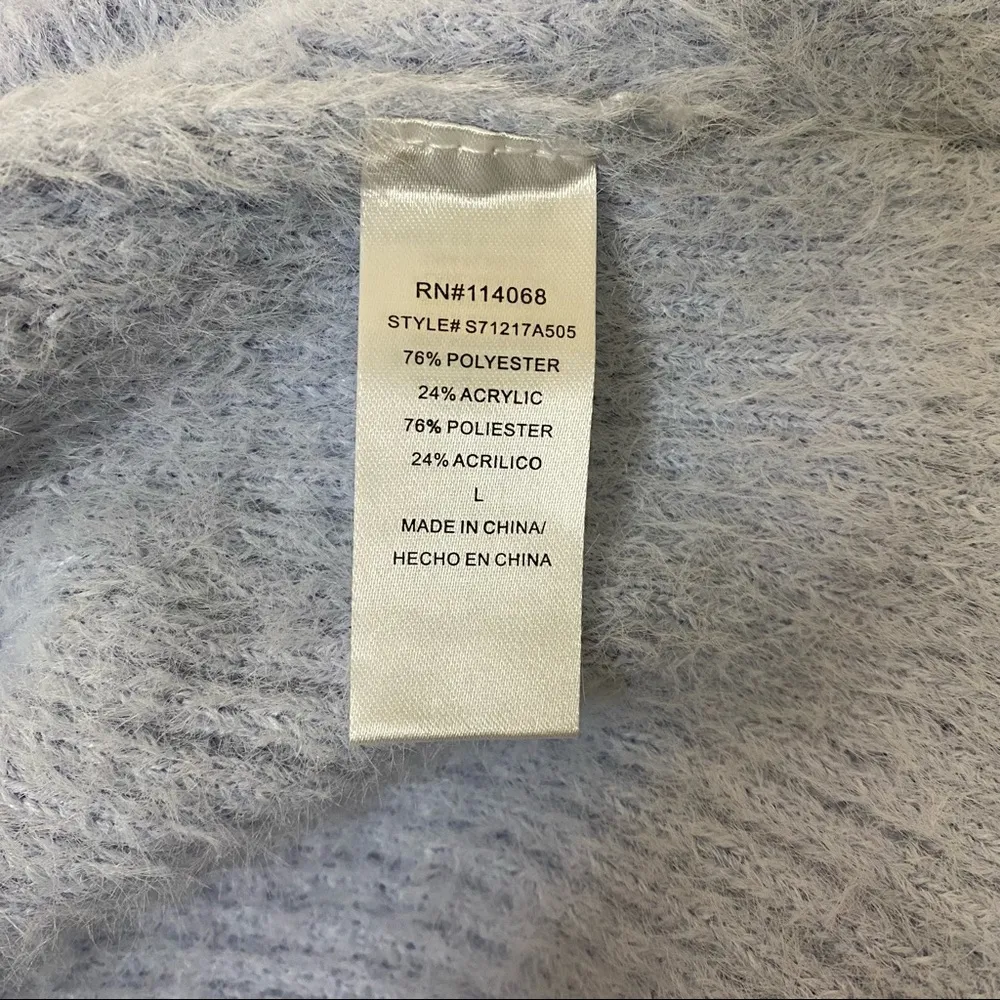 RN#114068
STYLE# S71217A505
76% POLYESTER
24% ACRYLIC
76% POLIESTER
24% ACRILICO
L
MADE IN CHINA/
HECHO EN CHINA